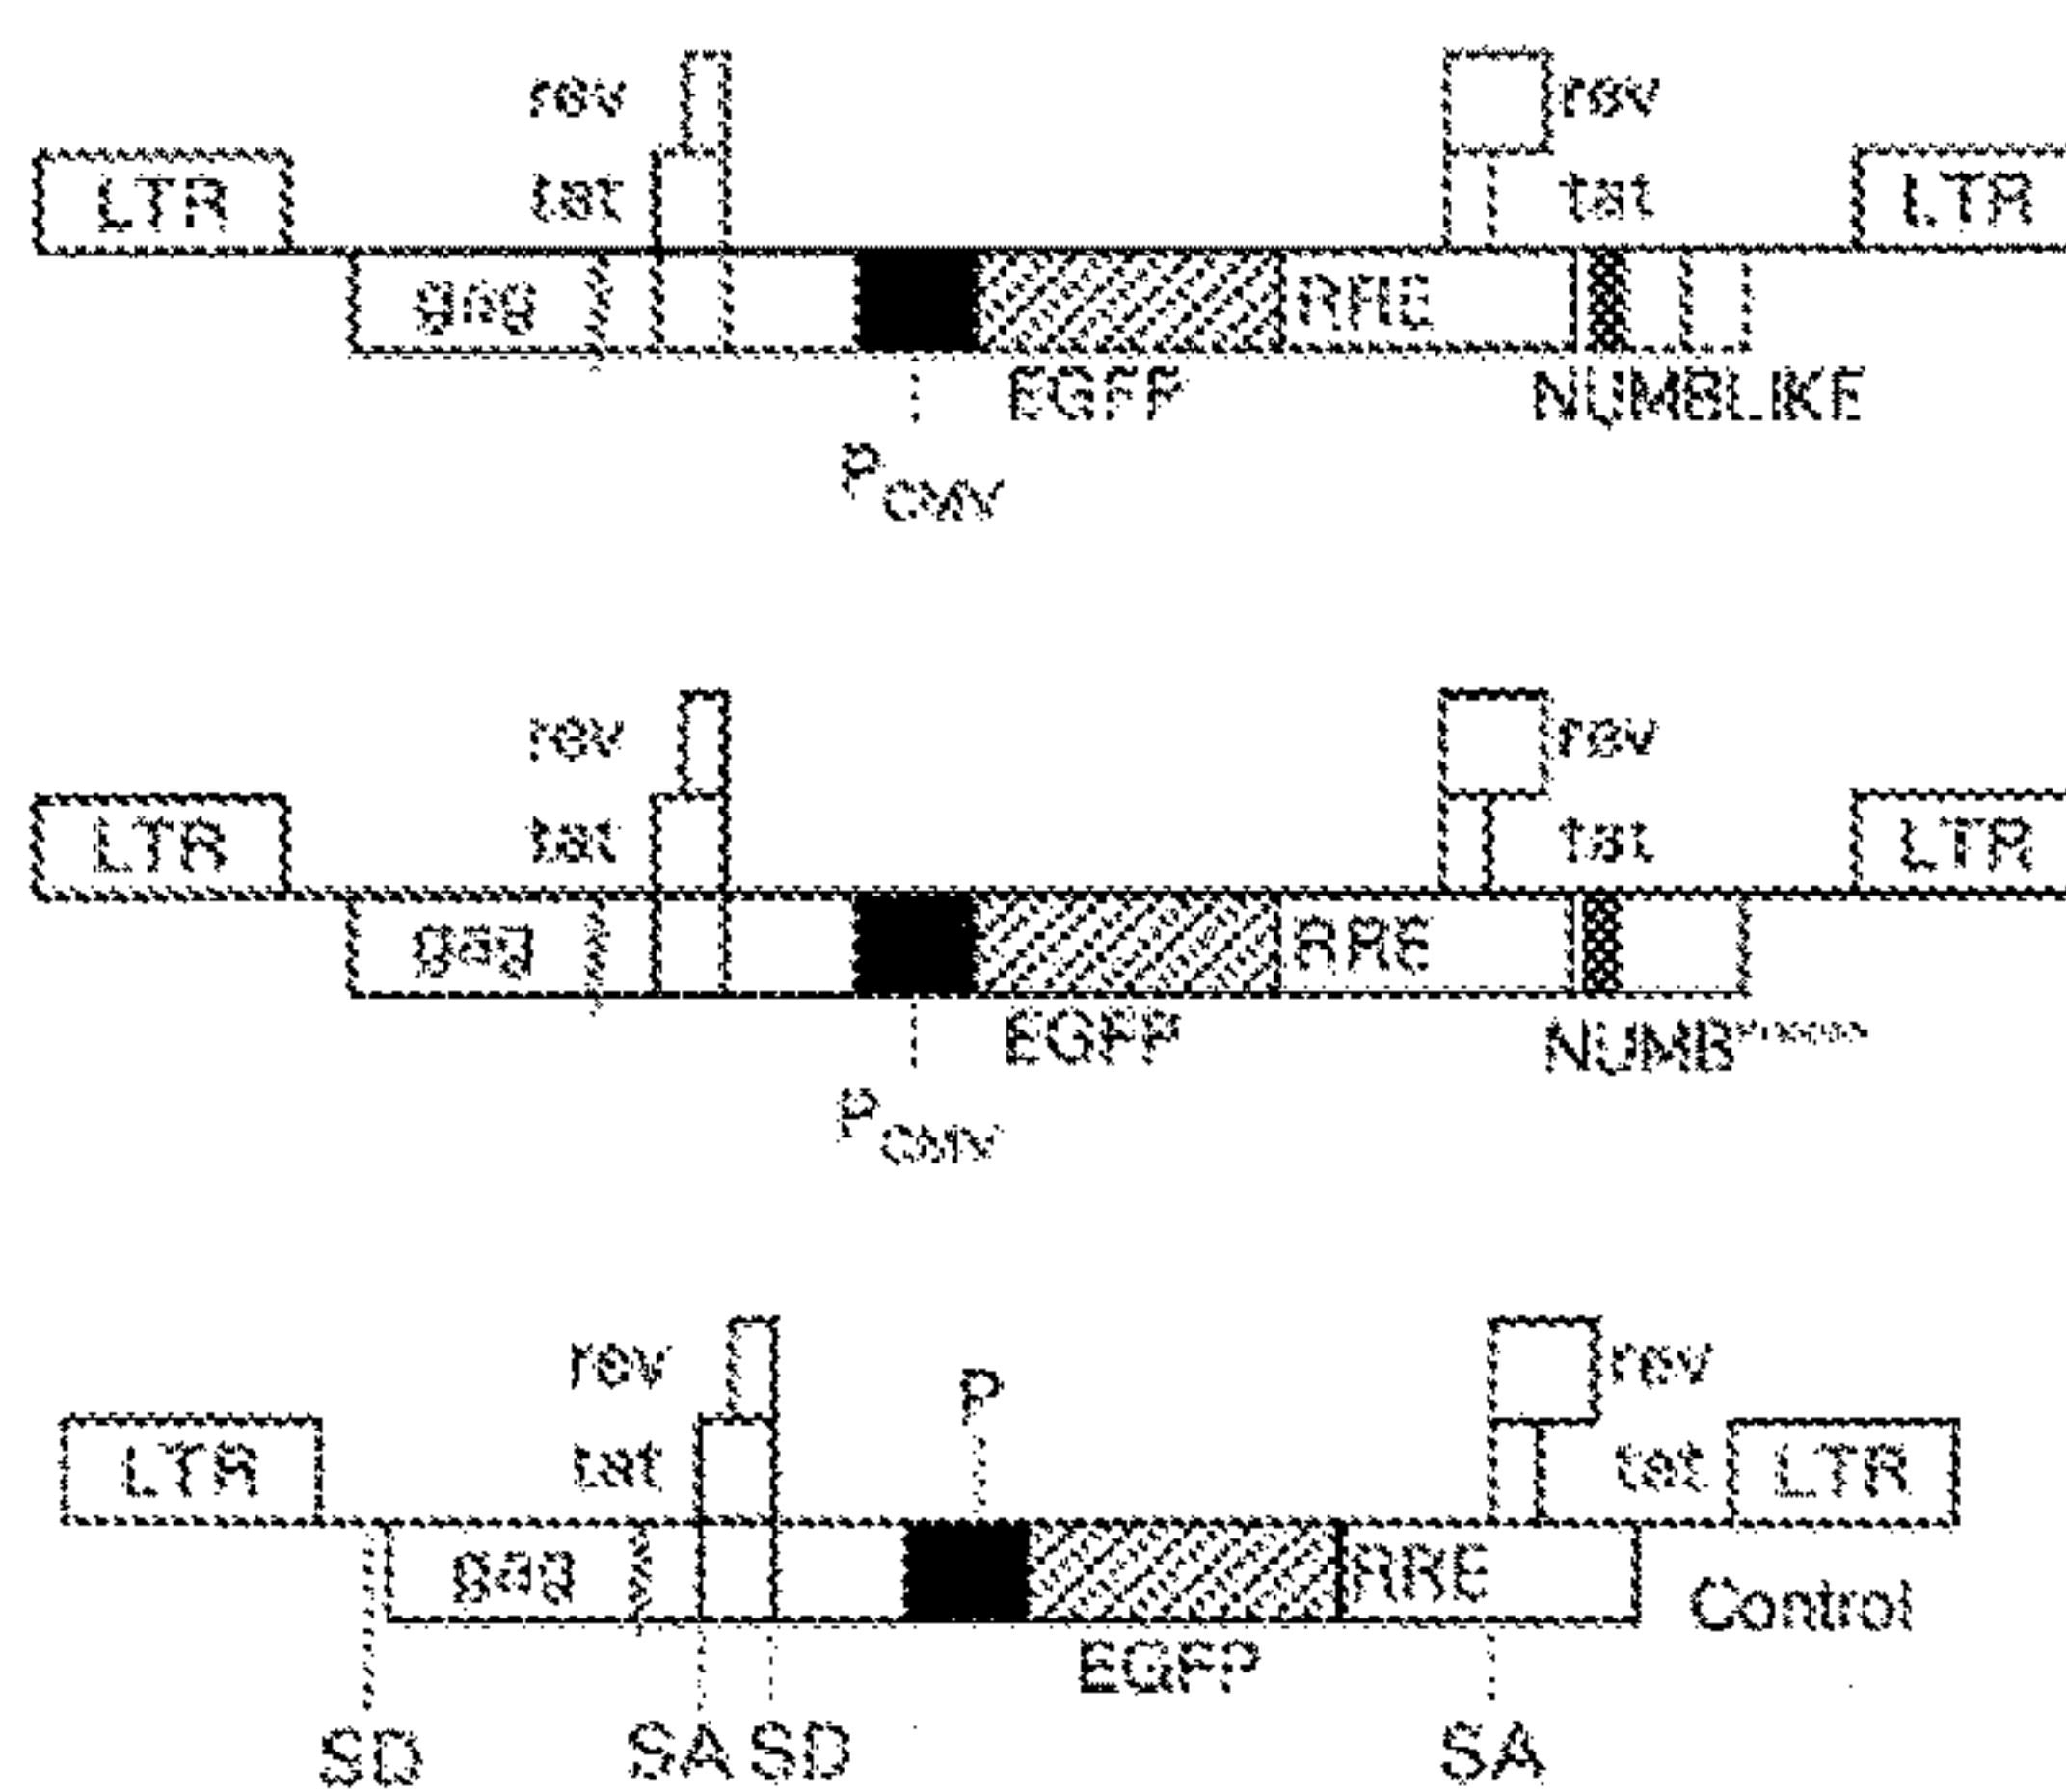 rev rev
LTR tat tat LTR
gag RRE
EGFP NUMBLIKE
PCMV
rev rev
LTR tat tat LTR
gag RRE
EGFP NUMB
PCMV
rev P rev
LTR tat tat LTR
gag RRE Control
EGFP
SD SA SD SA